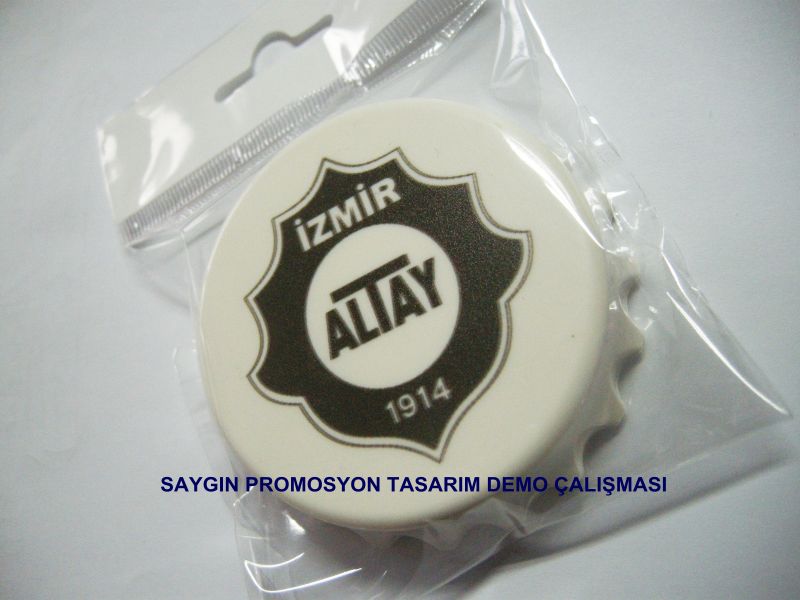 İZMİR
ALTAY
1914
SAYGIN PROMOSYON TASARIM DEMO ÇALIŞMASI